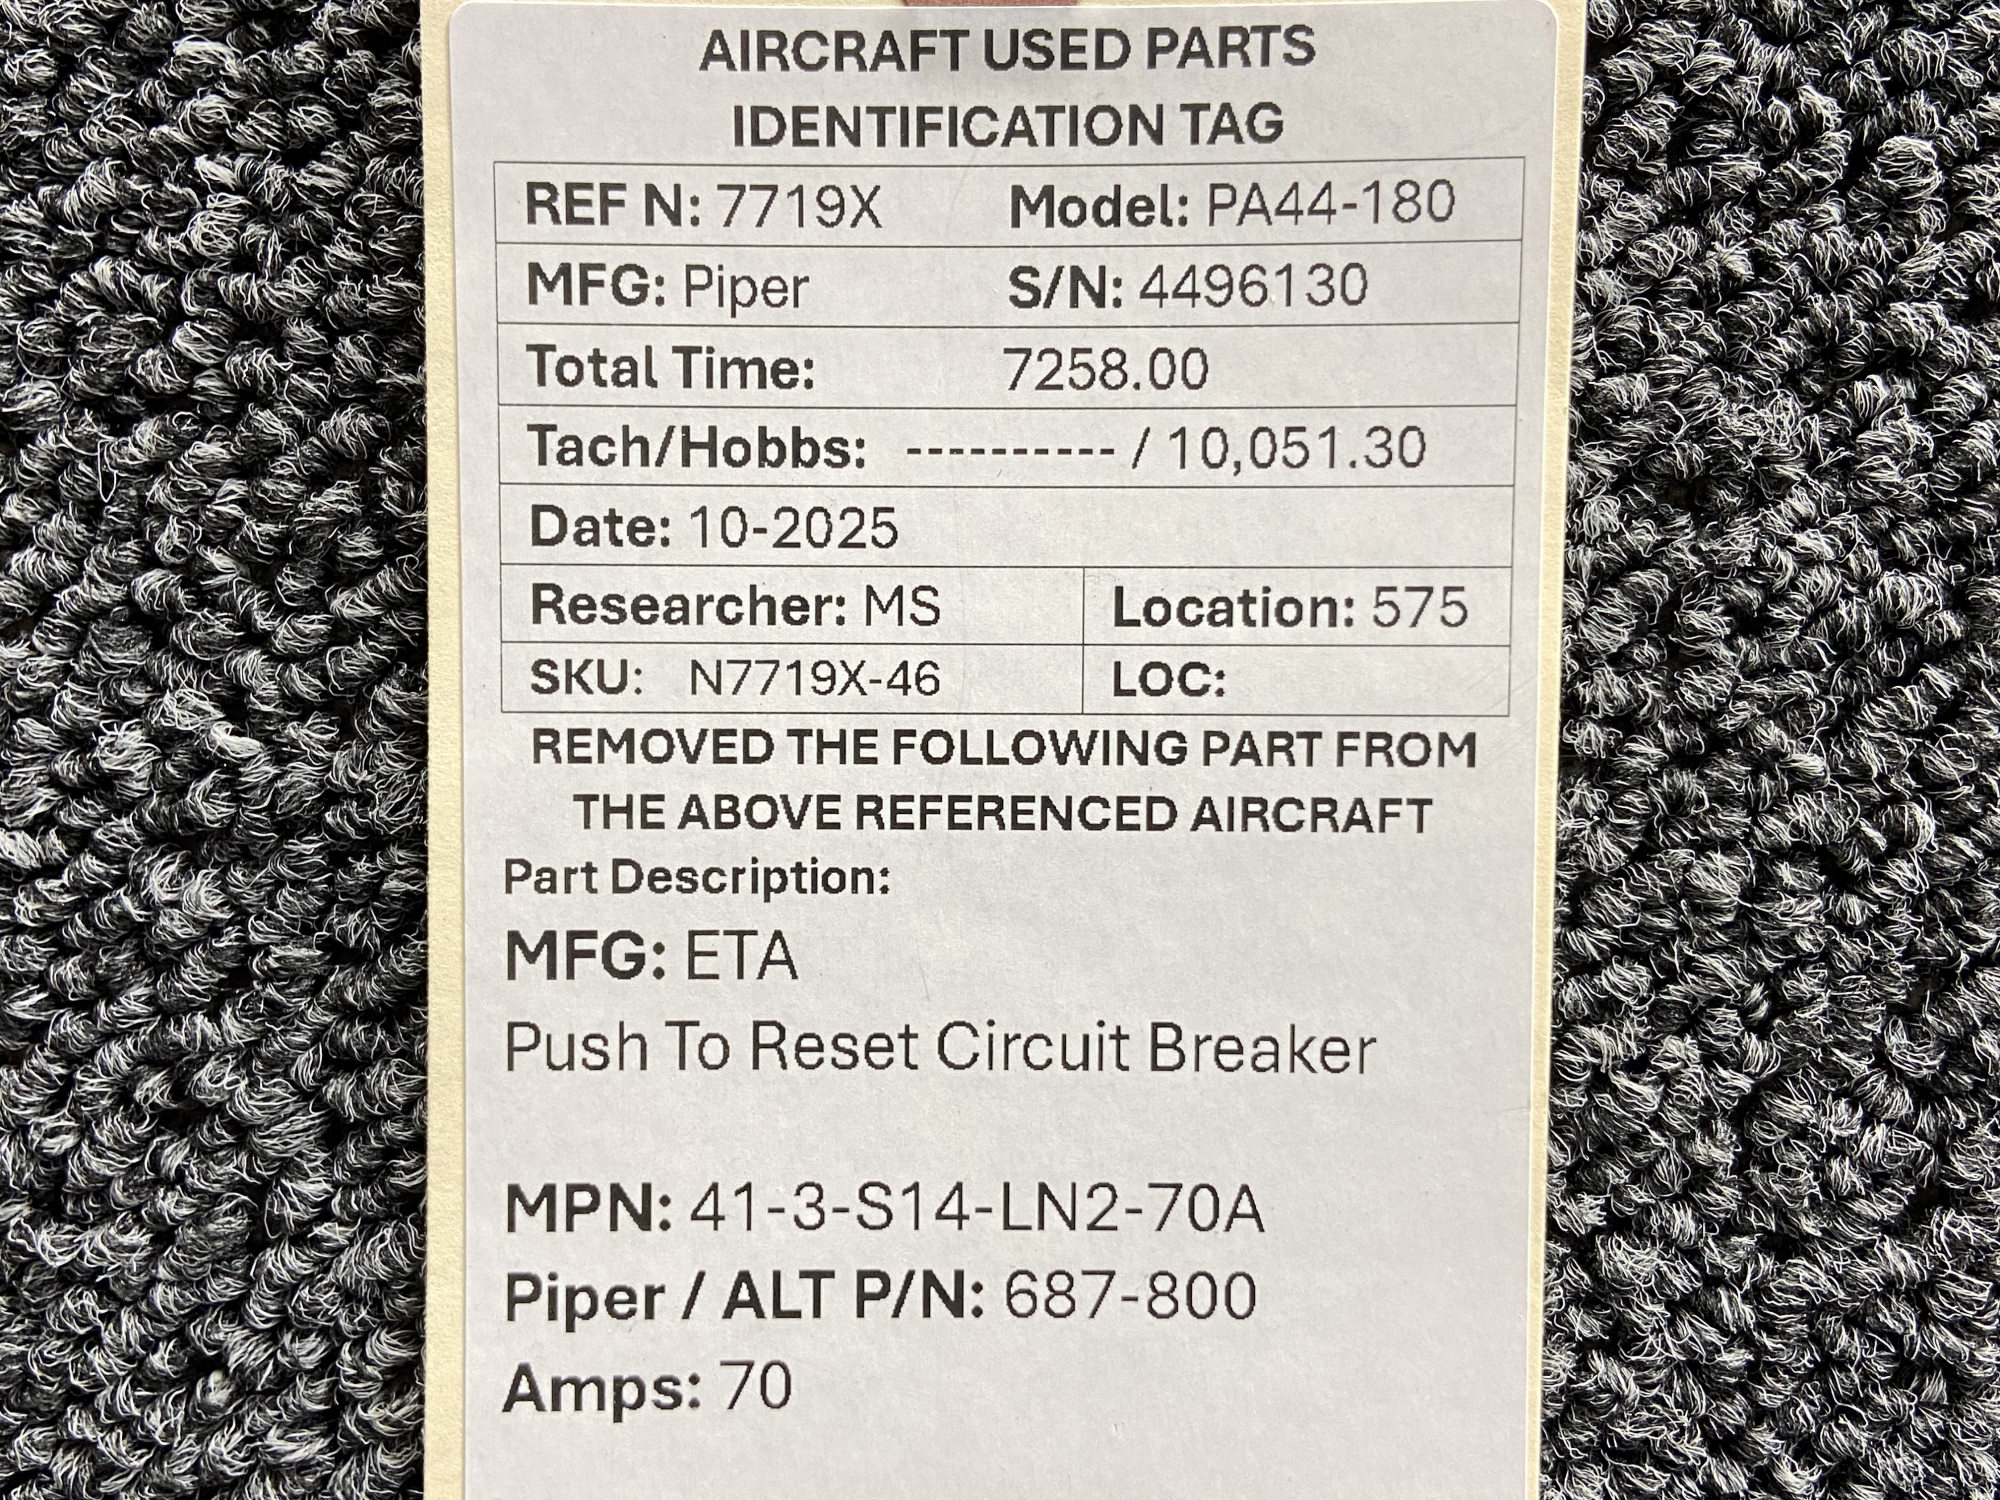 AIRCRAFT USED PARTS
IDENTIFICATION TAG
REF N: 7719X Model: PA44-180
MFG: Piper S/N: 4496130
Total Time: 7258.00
Tach/Hobbs: ---------- / 10,051.30
Date: 10-2025
Researcher: MS Location: 575
SKU: N7719X-46 LOC:
REMOVED THE FOLLOWING PART FROM
THE ABOVE REFERENCED AIRCRAFT
Part Description:
MFG: ETA
Push To Reset Circuit Breaker
MPN: 41-3-S14-LN2-70A
Piper / ALT P/N: 687-800
Amps: 70